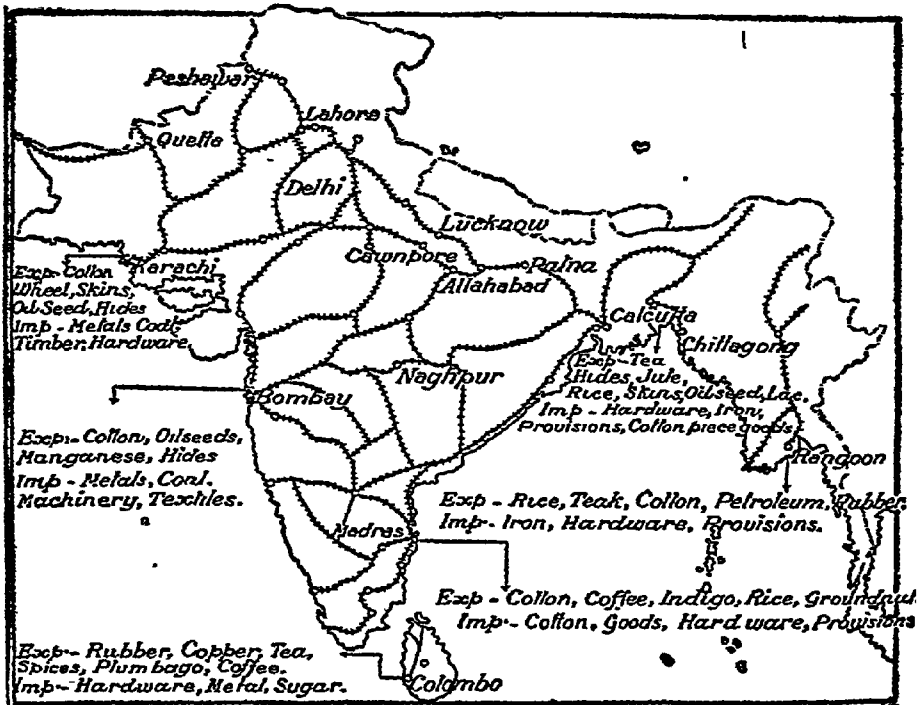 Peshawar
Lahore
Quetta
Delhi
Lucknow
Karachi
Cawnpore
Patna
Allahabad
Exp-Cotton
Wheel, Skins,
Oil Seed, Hides
Imp - Metals Coal,
Timber, Hardware
Calcutta
Chittagong
Exp-Tea
Hides, Jute,
Rice, Skins, Oilseed, Lac.
Imp - Hardware, Iron,
Provisions, Cotton piece goods
Naghpur
Bombay
Exp:- Cotton, Oilseeds,
Manganese, Hides
Imp - Metals, Coal.
Machinery, Textiles.
Rangoon
Exp - Rice, Teak, Cotton, Petroleum, Rubber.
Imp- Iron, Hardware, Provisions.
Madras
Exp - Cotton, Coffee, Indigo, Rice, Groundnut.
Imp - Cotton, Goods, Hardware, Provisions
Exp - Rubber, Copper, Tea,
Spices, Plumbago, Coffee.
Imp - Hardware, Metal, Sugar.
Colombo